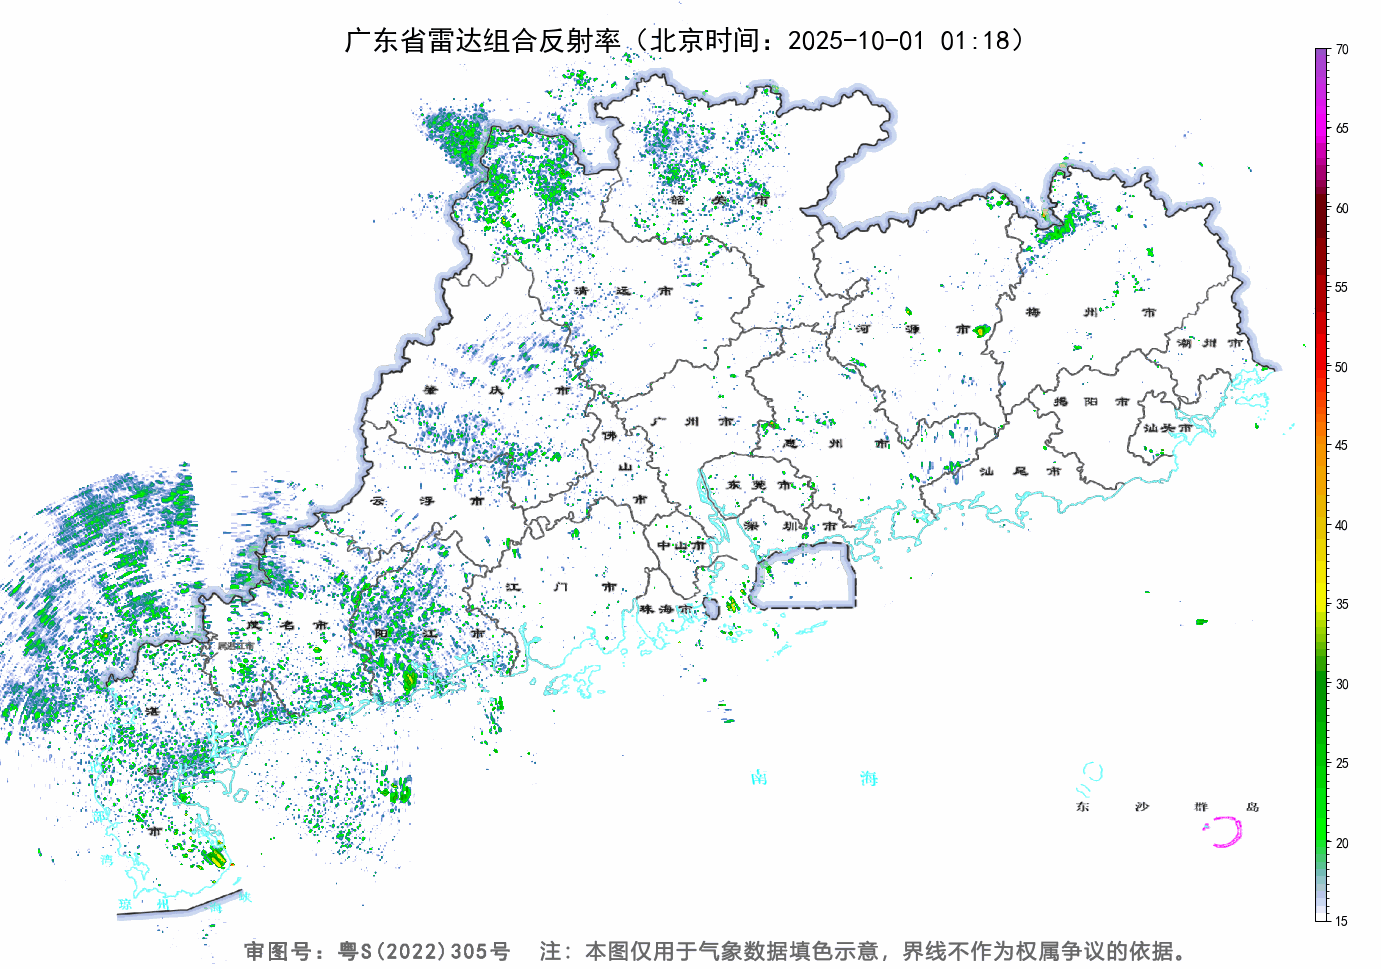 广东省雷达组合反射率（北京时间：2025-10-01 01:18）
70
65
60
55
50
45
40
35
30
25
20
15
韶 关 市
清 远 市
河 源 市
梅 州 市
潮 州 市
肇 庆 市
广 州 市
惠 州 市
揭 阳 市
汕头市
佛
山
市
云 浮 市
东 莞 市
汕 尾 市
深 圳 市
中山市
江 门 市
珠海市
茂 名 市
阳 江 市
属湛江市
湛
江
市
南 海
东 沙 群 岛
湾
琼 州 海 峡
审图号：粤S(2022)305号 注：本图仅用于气象数据填色示意，界线不作为权属争议的依据。